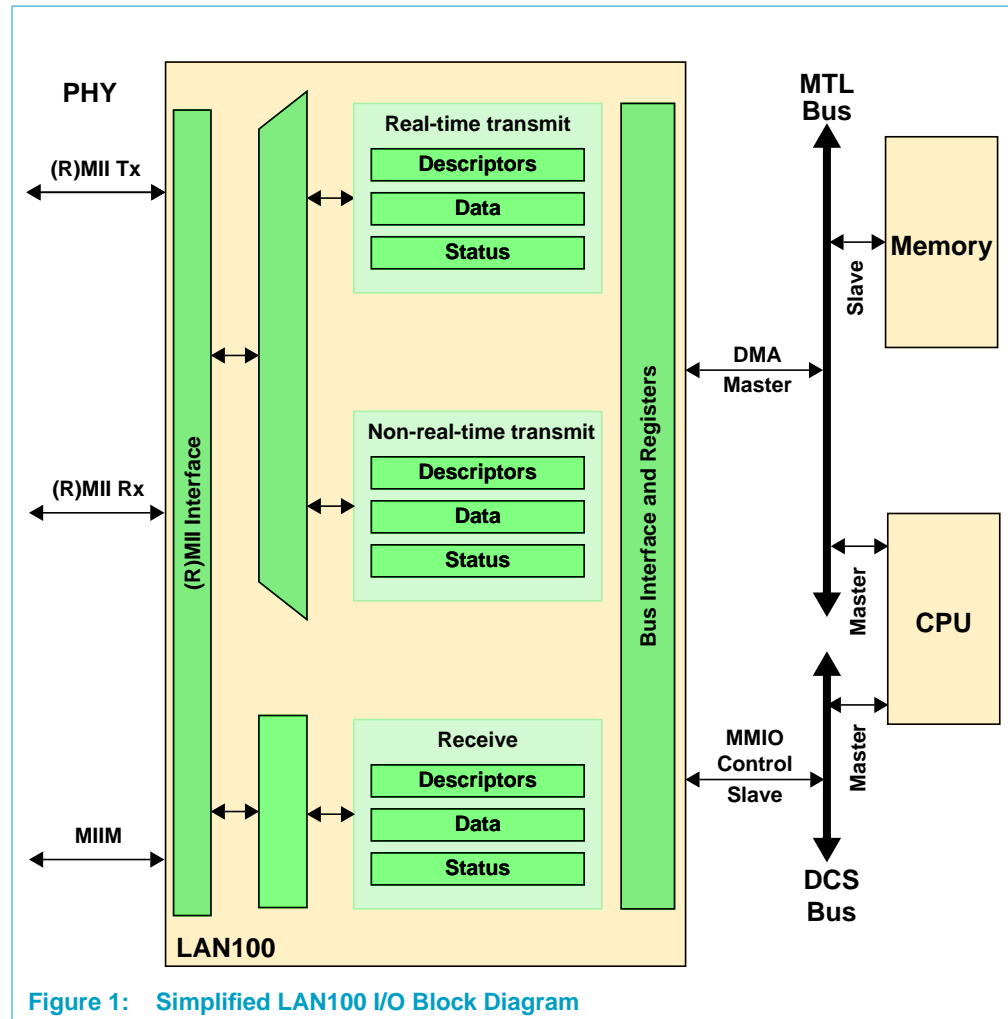 PHY
(R)MII Tx
(R)MII Rx
MIIM
(R)MII Interface
Real-time transmit
Descriptors
Data
Status
Non-real-time transmit
Descriptors
Data
Status
Receive
Descriptors
Data
Status
Bus Interface and Registers
LAN100
DMA
Master
MMIO
Control
Slave
MTL
Bus
Slave
Memory
Master
CPU
Master
DCS
Bus
Figure 1: Simplified LAN100 I/O Block Diagram